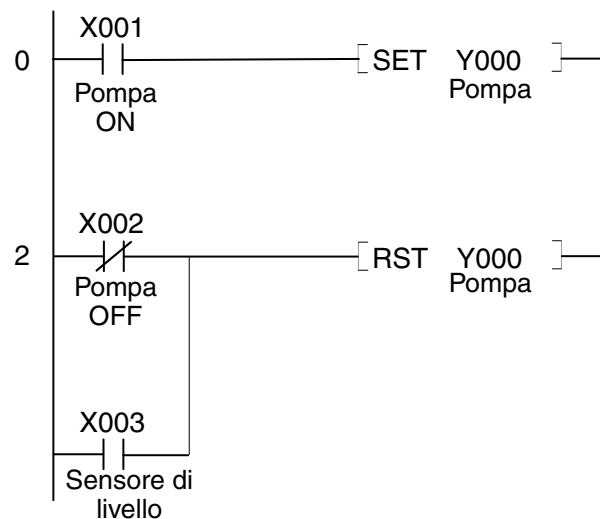 X001
0
SET Y000
Pompa
ON
Pompa
X002
2
RST Y000
Pompa
OFF
Pompa
X003
Sensore di
livello